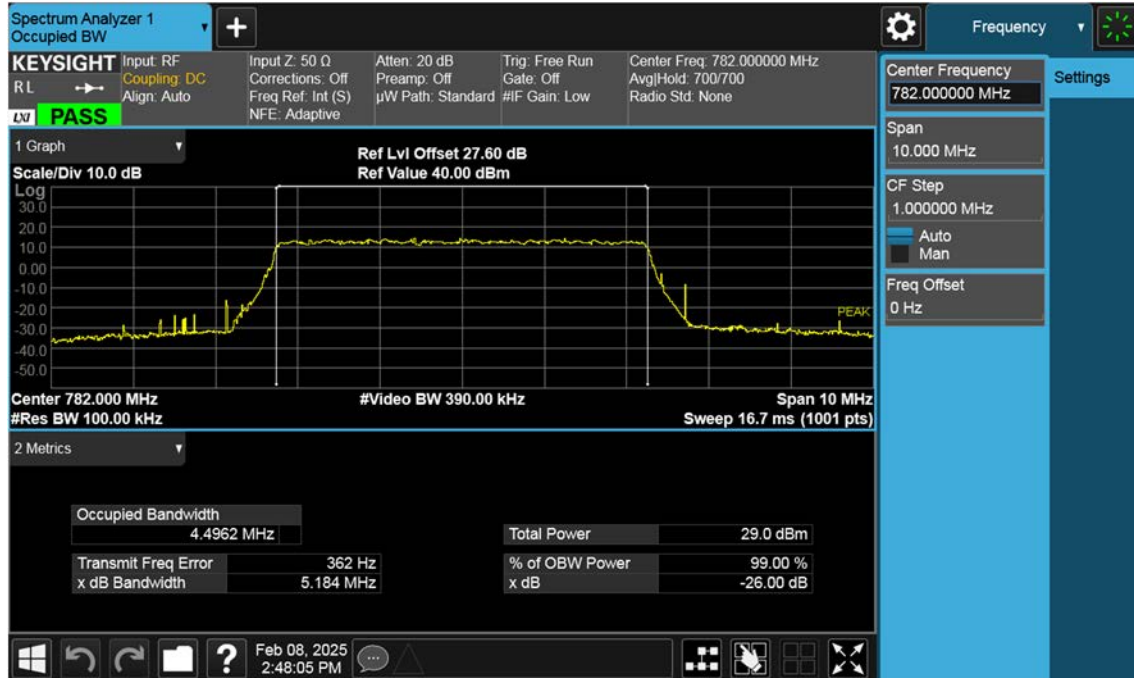 Spectrum Analyzer 1
Occupied BW
Frequency
KEYSIGHT
RL
LXI PASS
Input: RF
Coupling: DC
Align: Auto
Input Z: 50 Ω
Corrections: Off
Freq Ref: Int (S)
NFE: Adaptive
Atten: 20 dB
Preamp: Off
µW Path: Standard
Trig: Free Run
Gate: Off
#IF Gain: Low
Center Freq: 782.000000 MHz
Avg|Hold: 700/700
Radio Std: None
Center Frequency
782.000000 MHz
Settings
Span
10.000 MHz
CF Step
1.000000 MHz
Auto
Man
Freq Offset
0 Hz
1 Graph
Scale/Div 10.0 dB
Ref Lvl Offset 27.60 dB
Ref Value 40.00 dBm
Log
30.0
20.0
10.0
0.00
-10.0
-20.0
-30.0
-40.0
-50.0
PEAK
Center 782.000 MHz
#Video BW 390.00 kHz
Span 10 MHz
#Res BW 100.00 kHz
Sweep 16.7 ms (1001 pts)
2 Metrics
Occupied Bandwidth
4.4962 MHz
Total Power 29.0 dBm
Transmit Freq Error 362 Hz
% of OBW Power 99.00 %
x dB Bandwidth 5.184 MHz
x dB -26.00 dB
?
Feb 08, 2025
2:48:05 PM